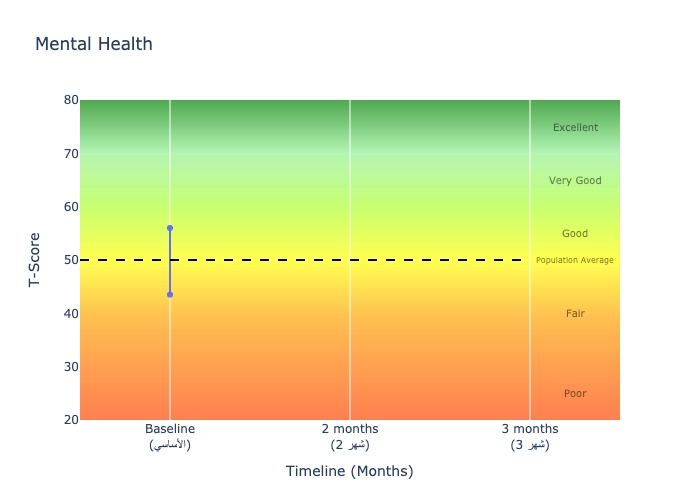 Mental Health
80
Excellent
70
Very Good
60
Good
50
Population Average
40
Fair
30
Poor
20
T-Score
Baseline
(الأساسي)
2 months
(2 شهر)
3 months
(3 شهر)
Timeline (Months)